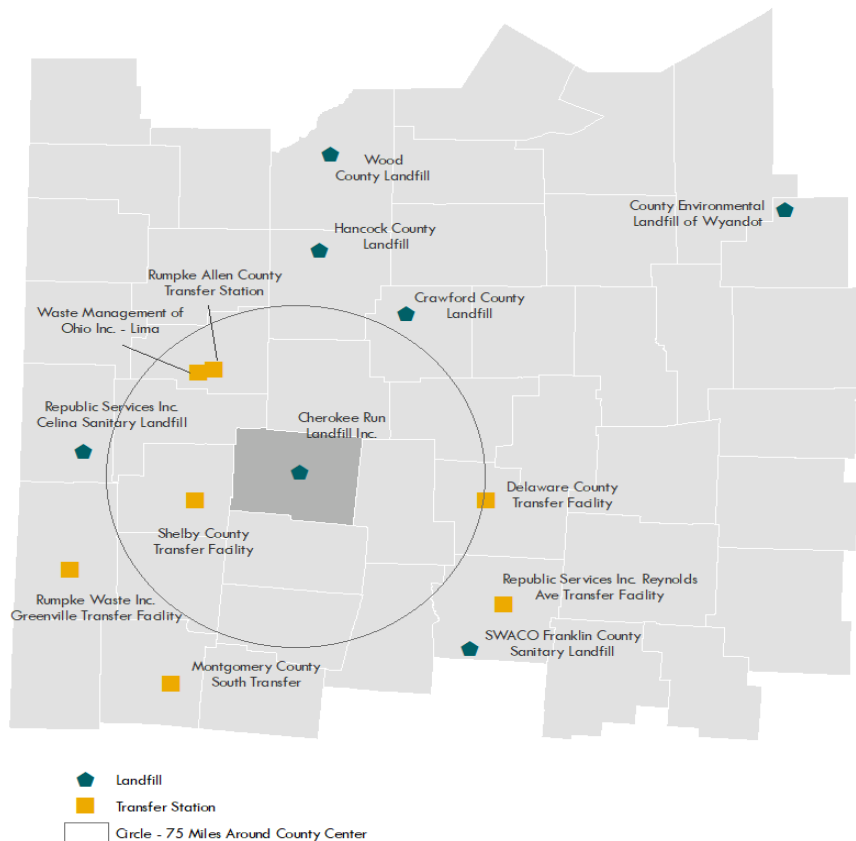 Wood
County Landfill
County Environmental
Landfill of Wyandot
Hancock County
Landfill
Rumpke Allen County
Transfer Station
Waste Management of
Ohio Inc. - Lima
Crawford County
Landfill
Republic Services Inc.
Celina Sanitary Landfill
Cherokee Run
Landfill Inc.
Delaware County
Transfer Facility
Shelby County
Transfer Facility
Republic Services Inc. Reynolds
Ave Transfer Facility
Rumpke Waste Inc.
Greenville Transfer Facility
SWACO Franklin County
Sanitary Landfill
Montgomery County
South Transfer
Landfill
Transfer Station
Circle - 75 Miles Around County Center